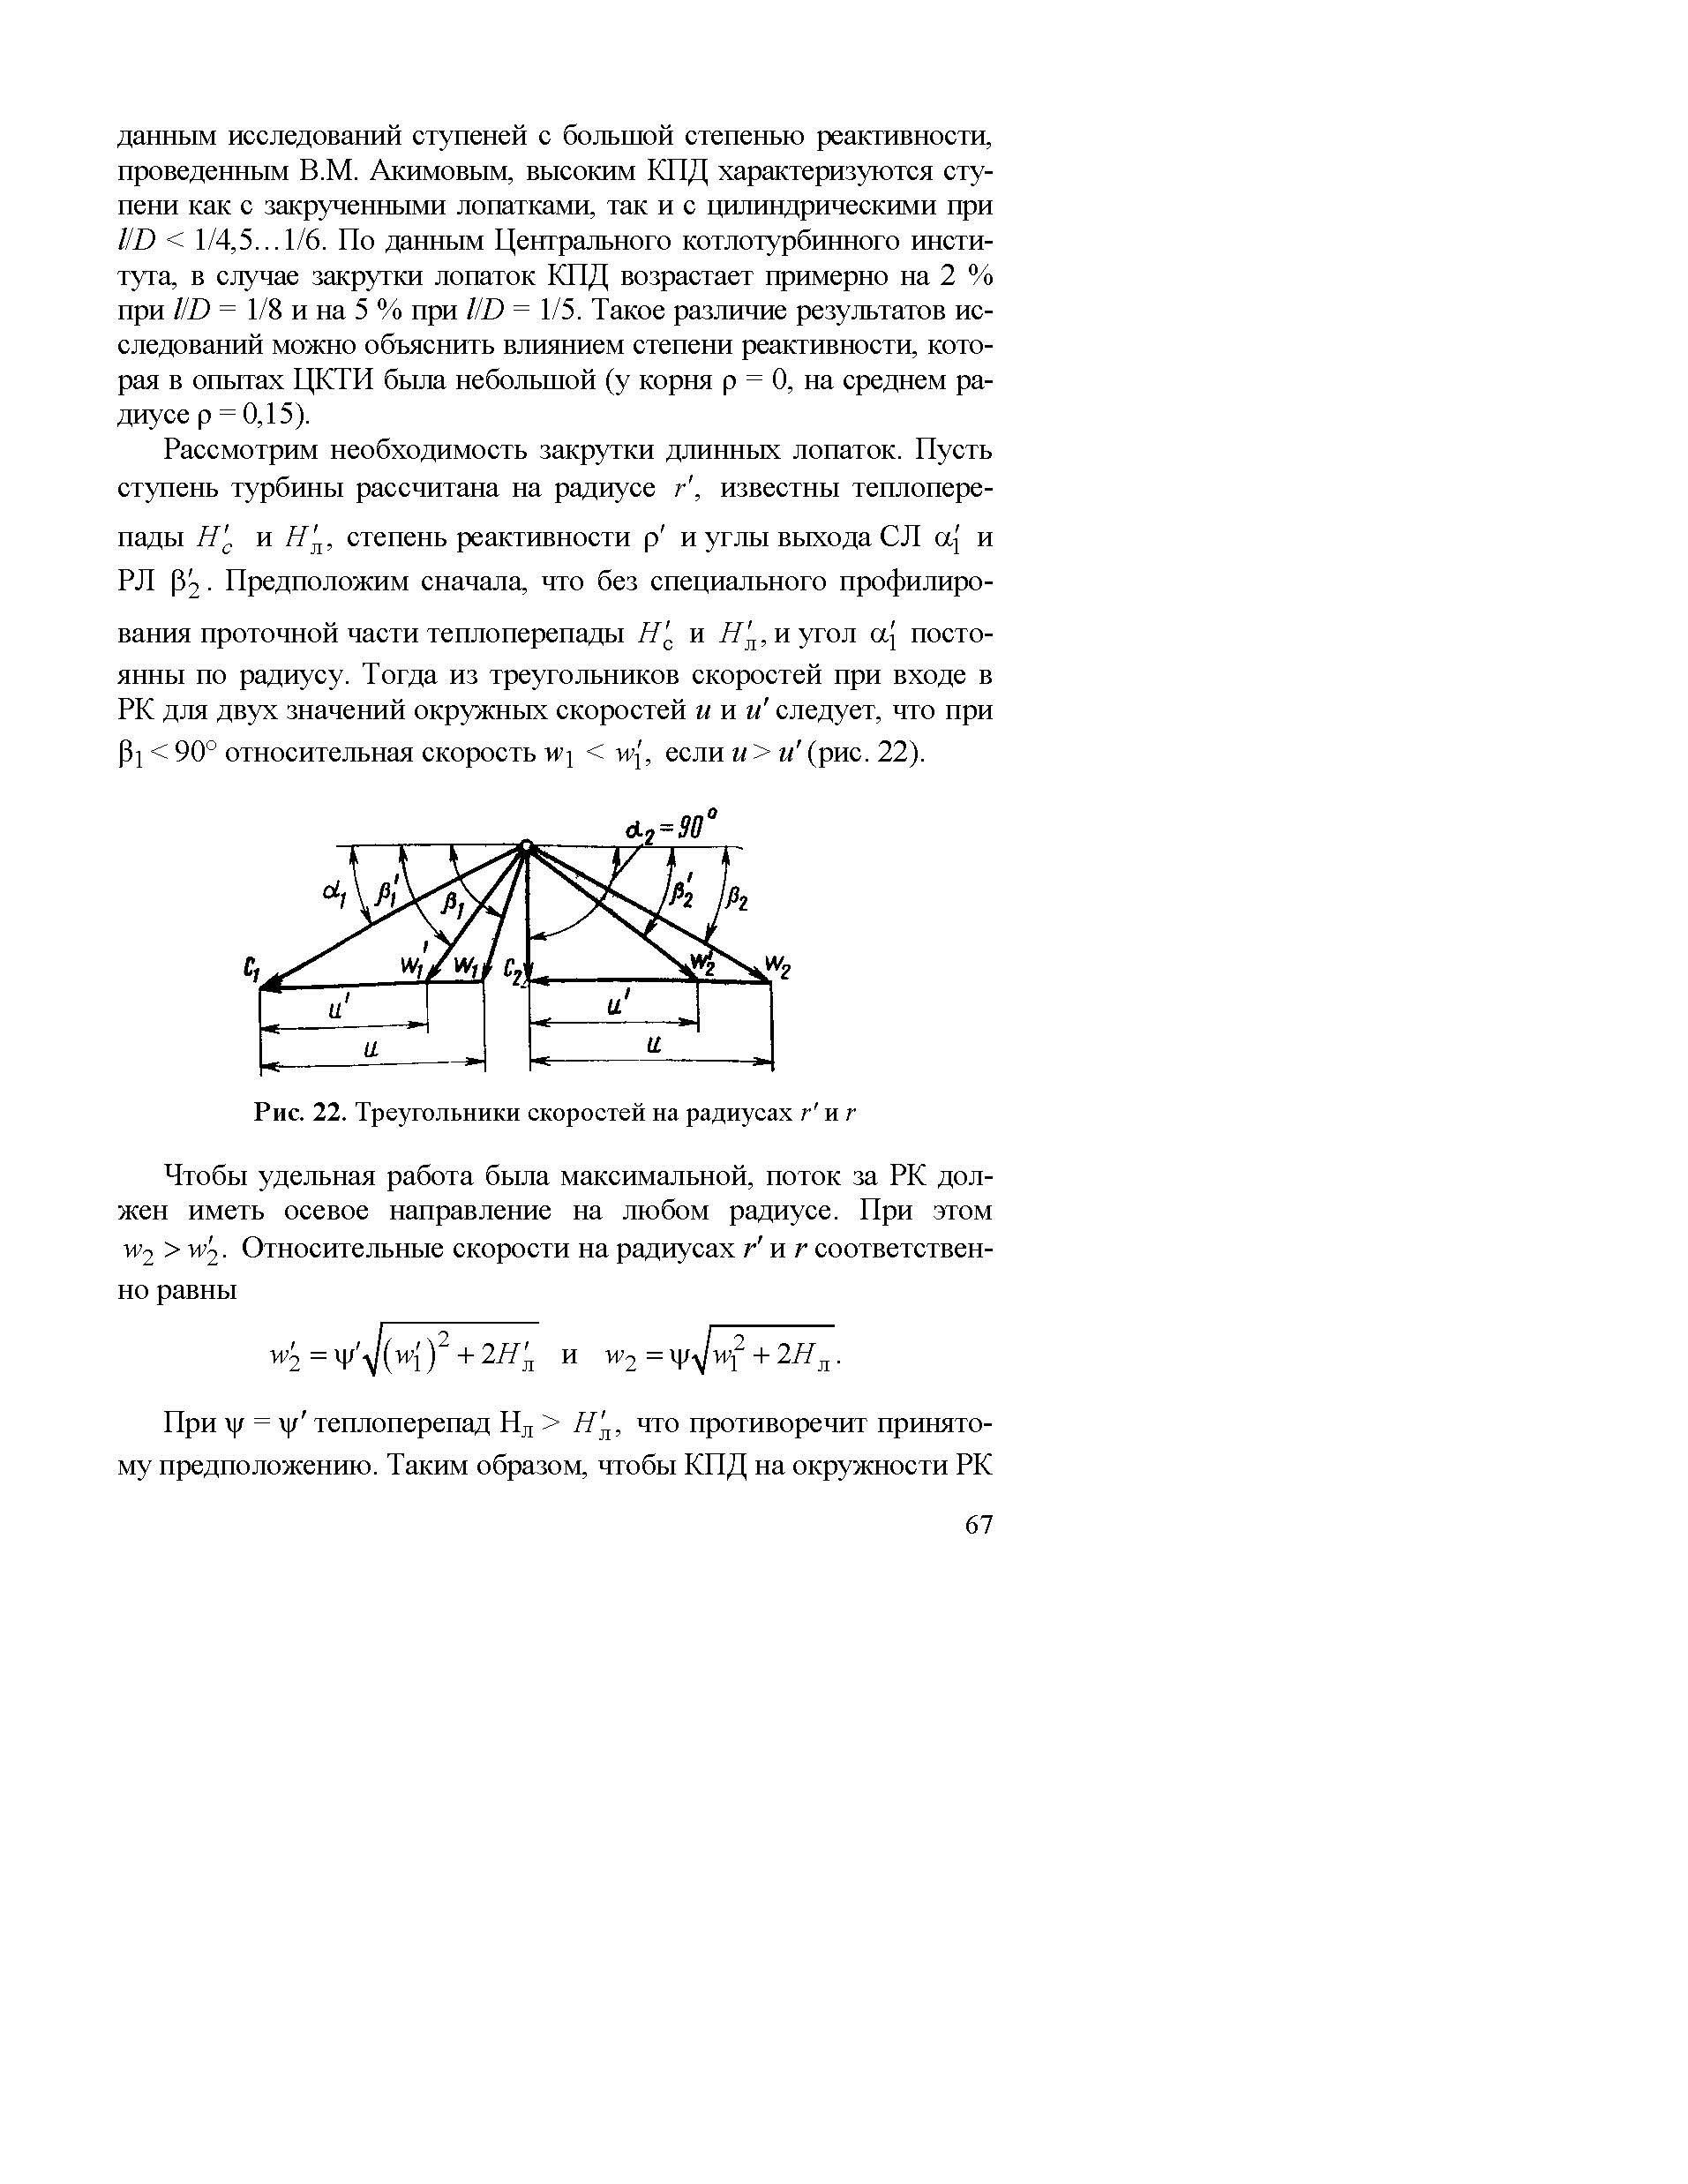 данным исследований ступеней с большой степенью реактивности,
проведенным В.М. Акимовым, высоким КПД характеризуются сту-
пени как с закрученными лопатками, так и с цилиндрическими при
l/D < 1/4,5…1/6. По данным Центрального котлотурбинного инсти-
тута, в случае закрутки лопаток КПД возрастает примерно на 2 %
при l/D = 1/8 и на 5 % при l/D = 1/5. Такое различие результатов ис-
следований можно объяснить влиянием степени реактивности, кото-
рая в опытах ЦКТИ была небольшой (у корня ρ = 0, на среднем ра-
диусе ρ = 0,15).
Рассмотрим необходимость закрутки длинных лопаток. Пусть
ступень турбины рассчитана на радиусе r′, известны теплопере-
пады H′с и H′л, степень реактивности ρ′ и углы выхода СЛ α′1 и
РЛ β′2. Предположим сначала, что без специального профилиро-
вания проточной части теплоперепады H′с и H′л, и угол α′1 посто-
янны по радиусу. Тогда из треугольников скоростей при входе в
РК для двух значений окружных скоростей u и u′ следует, что при
β1 < 90° относительная скорость w1 < w′1, если u > u′ (рис. 22).
α2 = 90°
α1 β1′ β1 β2′ β2
C1 W1′ W1 C2 W2′ W2
u′ u′
u u
Рис. 22. Треугольники скоростей на радиусах r′ и r
Чтобы удельная работа была максимальной, поток за РК дол-
жен иметь осевое направление на любом радиусе. При этом
w2 > w′2. Относительные скорости на радиусах r′ и r соответствен-
но равны
w′2 = ψ′√((w′1)² + 2H′л) и w2 = ψ√(w1² + 2Hл).
При ψ = ψ′ теплоперепад Нл > H′л, что противоречит принято-
му предположению. Таким образом, чтобы КПД на окружности РК
67